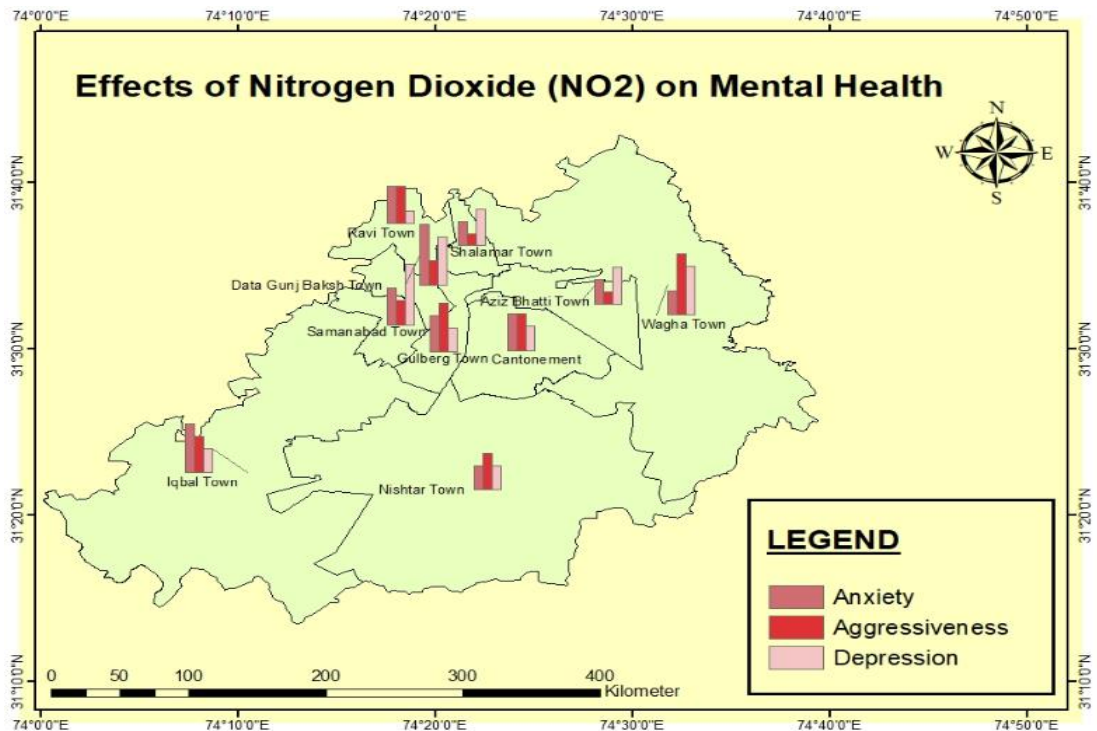 74°0'0"E 74°10'0"E 74°20'0"E 74°30'0"E 74°40'0"E 74°50'0"E
Effects of Nitrogen Dioxide (NO2) on Mental Health
N
W E
S
31°40'0"N 31°40'0"N
Ravi Town
Shalamar Town
Data Gunj Baksh Town
Aziz Bhatti Town
Wagha Town
Samanabad Town
Gulberg Town Cantonement
31°30'0"N 31°30'0"N
Iqbal Town
Nishtar Town
31°20'0"N 31°20'0"N
LEGEND
Anxiety
Aggressiveness
Depression
0 50 100 200 300 400
Kilometer
31°10'0"N 31°10'0"N
74°0'0"E 74°10'0"E 74°20'0"E 74°30'0"E 74°40'0"E 74°50'0"E